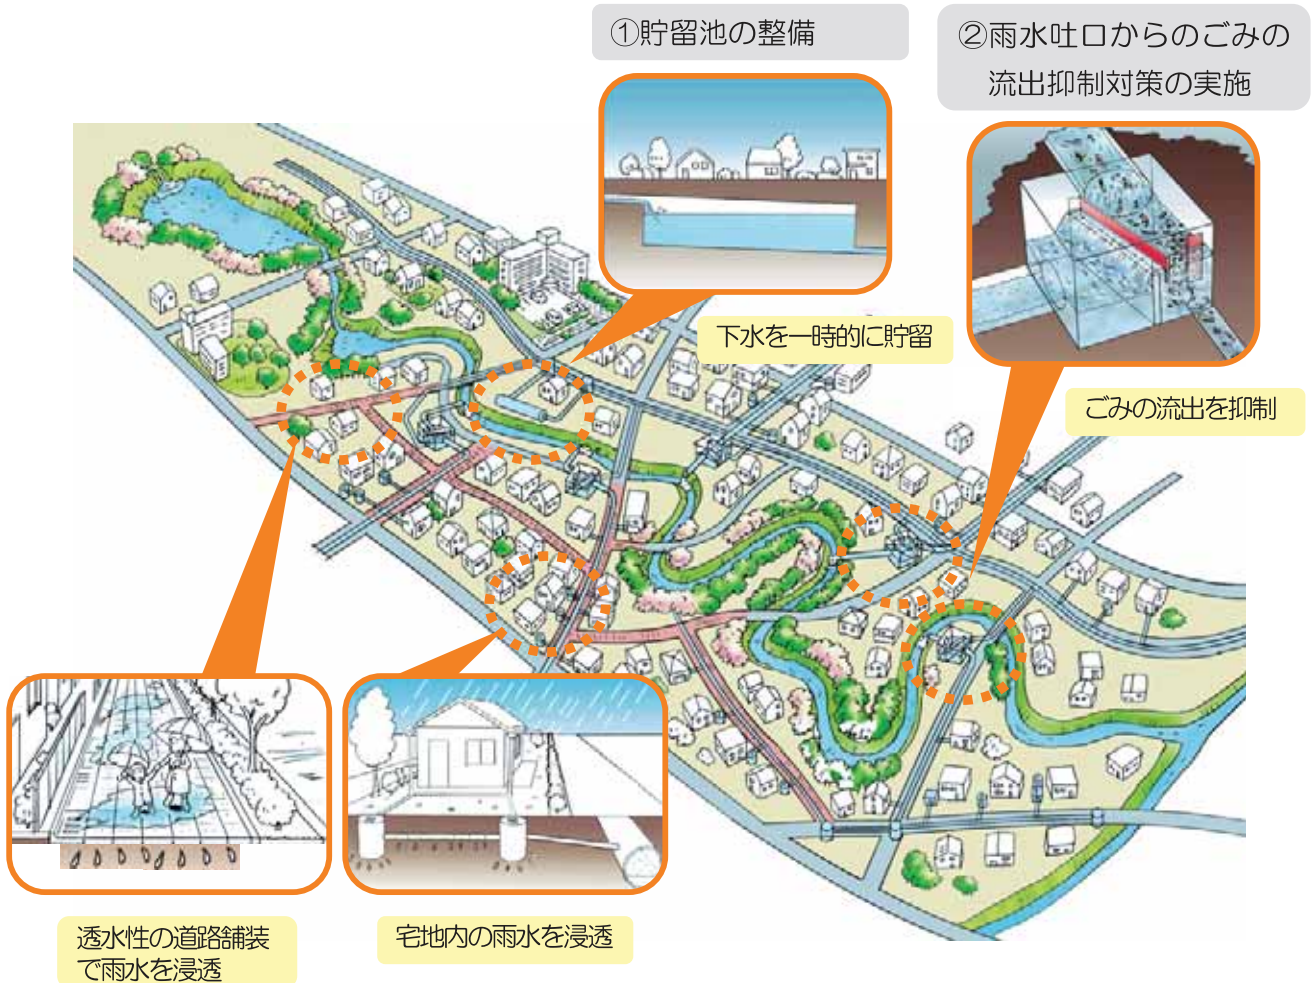 ①貯留池の整備
②雨水吐口からのごみの
流出抑制対策の実施
下水を一時的に貯留
ごみの流出を抑制
透水性の道路舗装
で雨水を浸透
宅地内の雨水を浸透